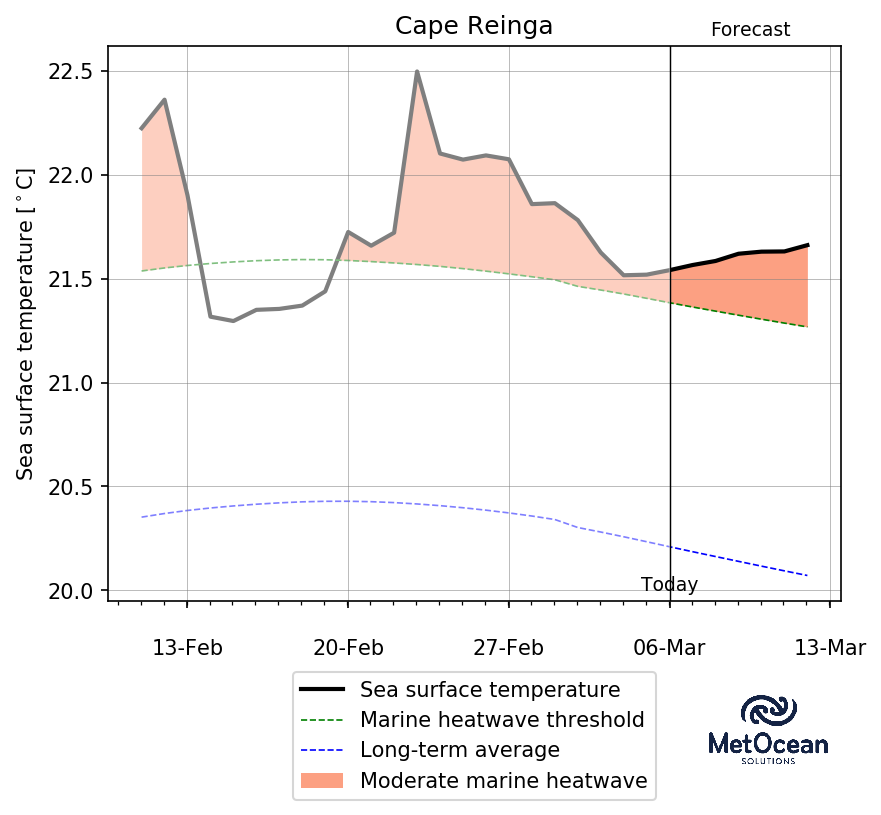 Cape Reinga
Forecast
Sea surface temperature [°C]
22.5
22.0
21.5
21.0
20.5
20.0
Today
13-Feb 20-Feb 27-Feb 06-Mar 13-Mar
Sea surface temperature
Marine heatwave threshold
Long-term average
Moderate marine heatwave
MetOcean
SOLUTIONS